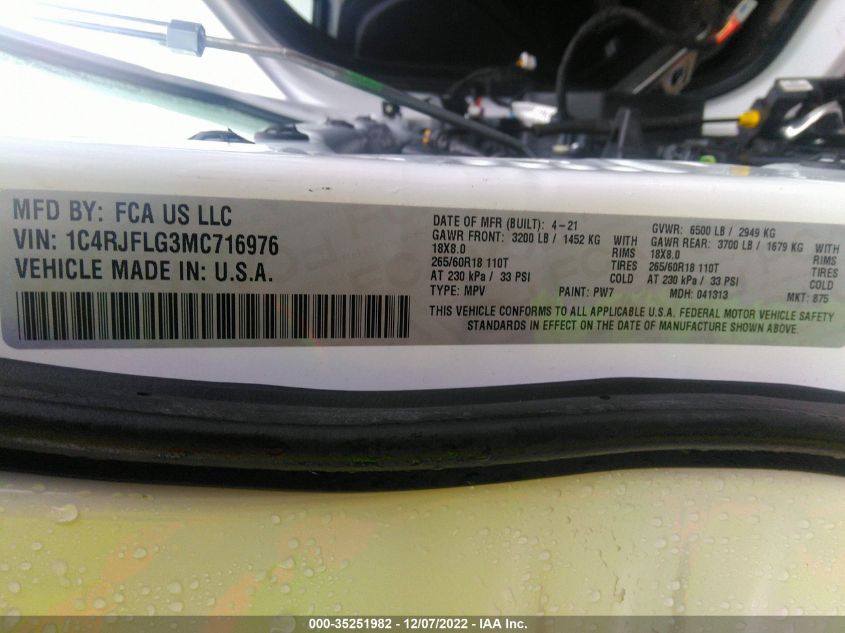 MFD BY: FCA US LLC
VIN: 1C4RJFLG3MC716976
VEHICLE MADE IN: U.S.A.
DATE OF MFR (BUILT): 4-21 GVWR: 6500 LB / 2949 KG
GAWR FRONT: 3200 LB / 1452 KG WITH GAWR REAR: 3700 LB / 1679 KG WITH
18X8.0 RIMS 18X8.0 RIMS
265/60R18 110T TIRES 265/60R18 110T TIRES
AT 230 kPa / 33 PSI COLD AT 230 kPa / 33 PSI COLD
TYPE: MPV PAINT: PW7 MDH: 041313 MKT: 875
THIS VEHICLE CONFORMS TO ALL APPLICABLE U.S.A. FEDERAL MOTOR VEHICLE SAFETY
STANDARDS IN EFFECT ON THE DATE OF MANUFACTURE SHOWN ABOVE.
000-35251982 - 12/07/2022 - IAA Inc.